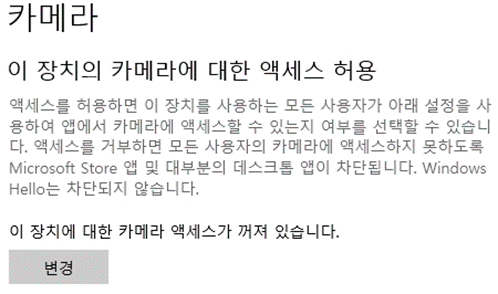 카메라
이 장치의 카메라에 대한 액세스 허용
액세스를 허용하면 이 장치를 사용하는 모든 사용자가 아래 설정을 사
용하여 앱에서 카메라에 액세스할 수 있는지 여부를 선택할 수 있습니
다. 액세스를 거부하면 모든 사용자의 카메라에 액세스하지 못하도록
Microsoft Store 앱 및 대부분의 데스크톱 앱이 차단됩니다. Windows
Hello는 차단되지 않습니다.
이 장치에 대한 카메라 액세스가 꺼져 있습니다.
변경